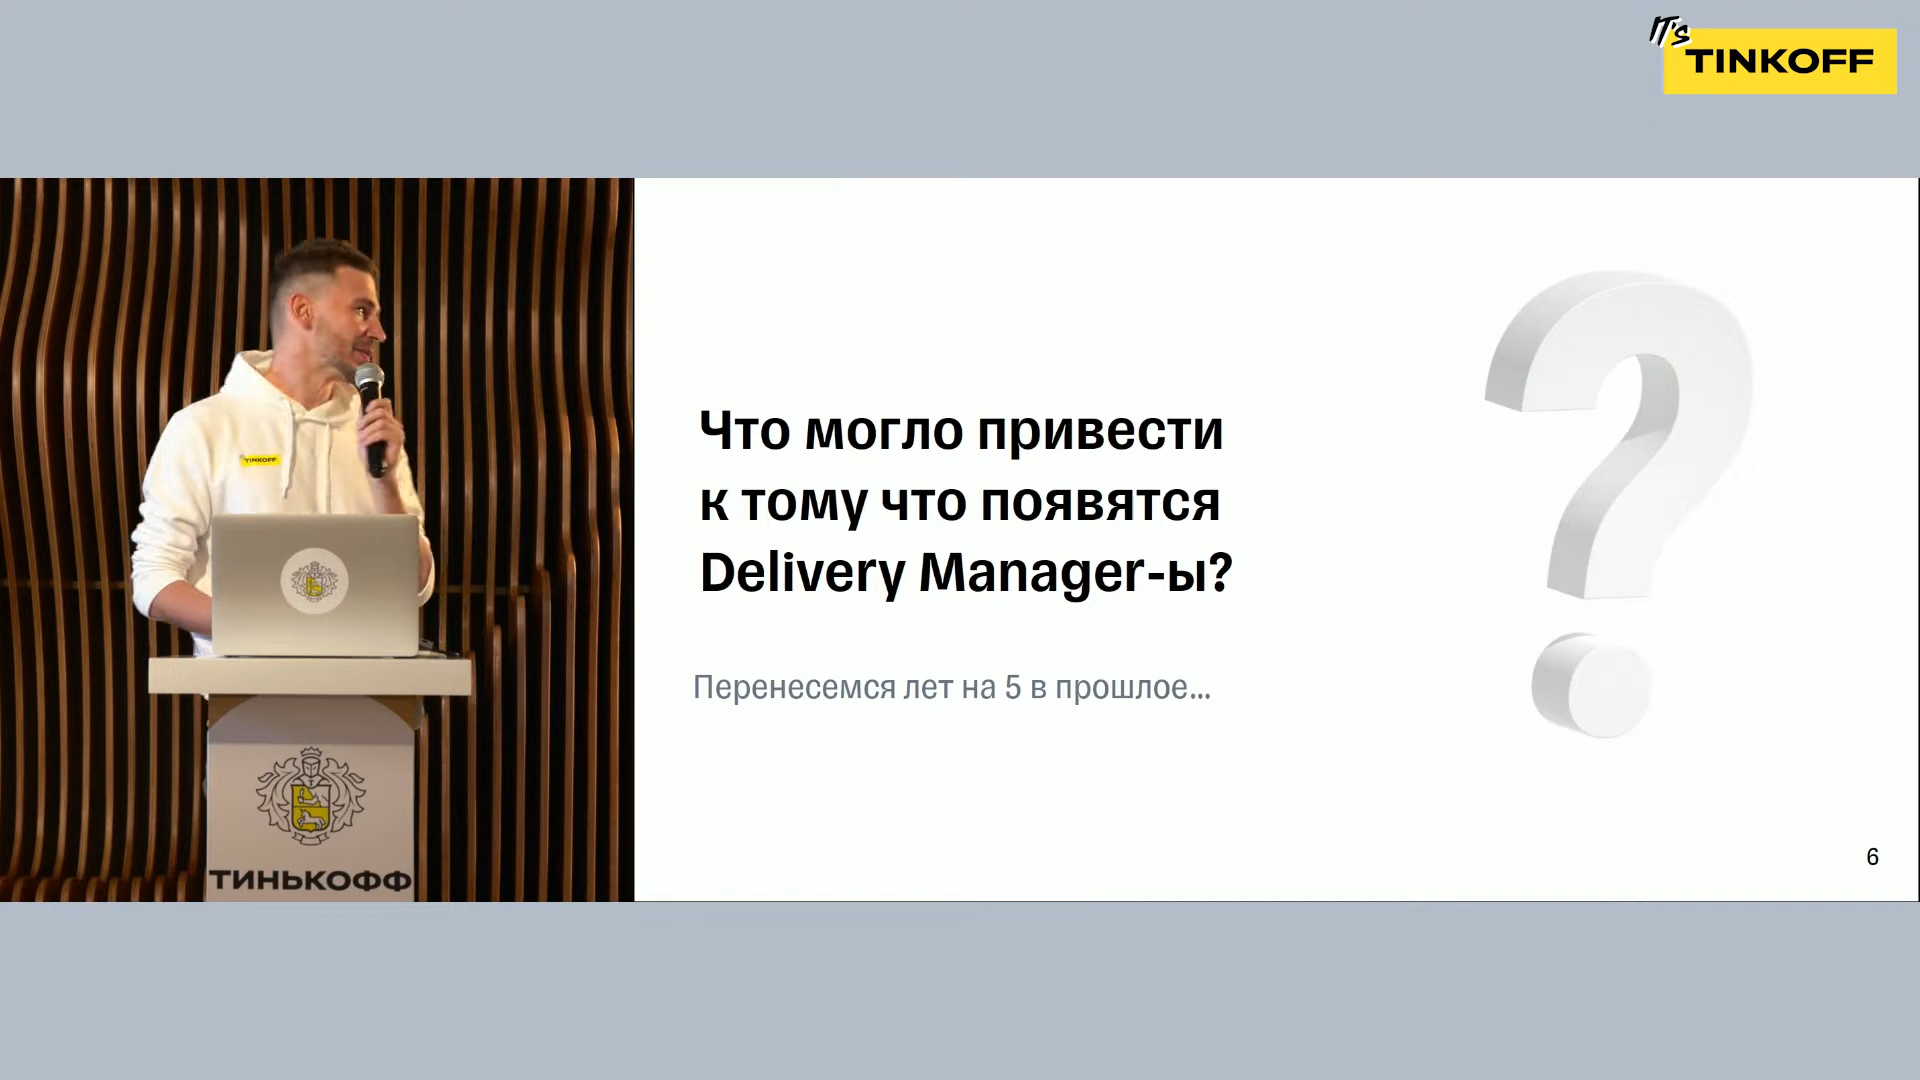 IT's
TINKOFF
TINKOFF
ТИНЬКОФФ
Что могло привести
к тому что появятся
Delivery Manager-ы?
Перенесемся лет на 5 в прошлое...
6